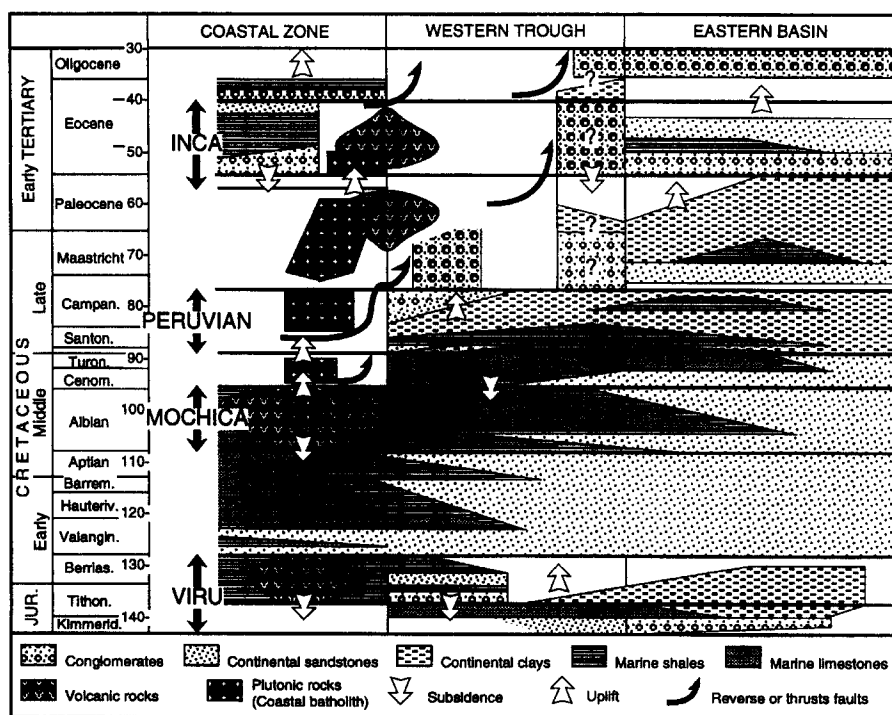 COASTAL ZONE WESTERN TROUGH EASTERN BASIN
Early TERTIARY
CRETACEOUS
Late
Middle
Early
JUR.
Oligocene
Eocene
Paleocene
Maastricht
Campan.
Santon.
Turon.
Cenom.
Albian
Aptian
Barrem.
Hauteriv.
Valangin.
Berrias.
Tithon.
Kimmerid.
30
40
50
60
70
80
90
100
110
120
130
140
INCA
PERUVIAN
MOCHICA
VIRU
?
?
?
?
?
Conglomerates Continental sandstones Continental clays Marine shales Marine limestones
Volcanic rocks Plutonic rocks (Coastal batholith) Subsidence Uplift Reverse or thrusts faults